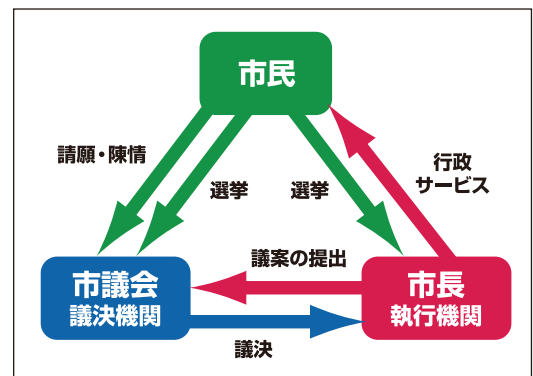 市民
請願・陳情
選挙
選挙
行政
サービス
議案の提出
市議会
議決機関
市長
執行機関
議決